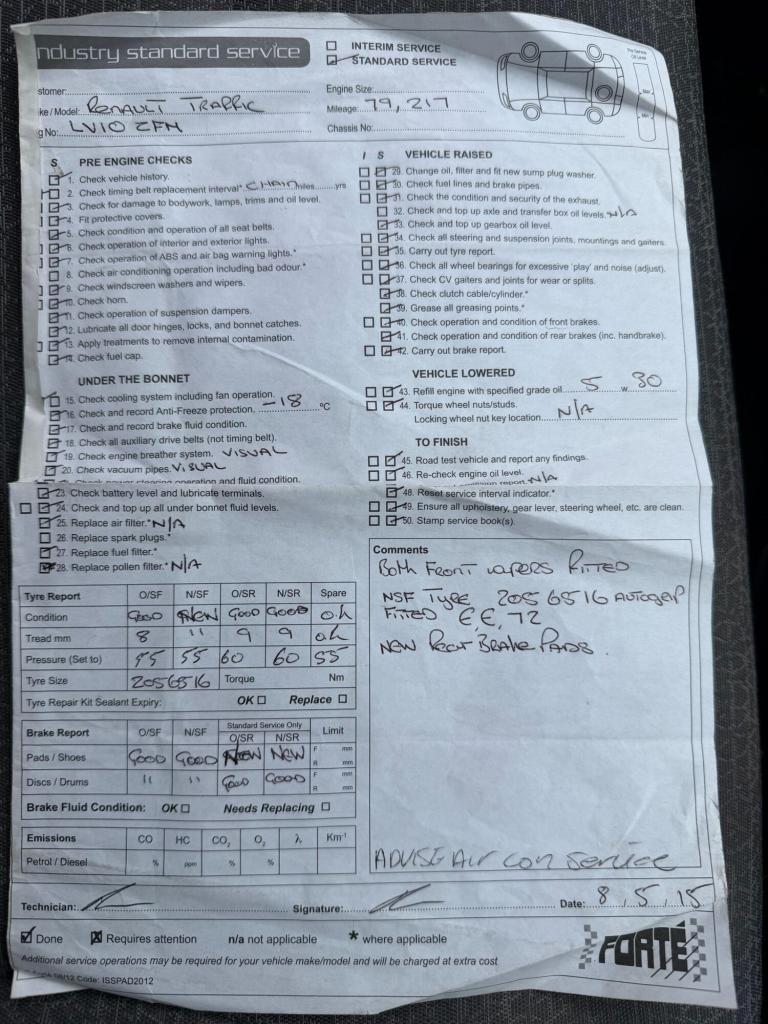 ndustry standard service
INTERIM SERVICE
STANDARD SERVICE
Pre Service Oil Level
Max
Min
stomer:
Engine Size:
ke/Model: RENAULT TRAFFIC
Mileage: 79,217
g No: LV10 ZFM
Chassis No:
S PRE ENGINE CHECKS
1. Check vehicle history.
2. Check timing belt replacement interval* CHAIN miles yrs
3. Check for damage to bodywork, lamps, trims and oil level.
4. Fit protective covers.
5. Check condition and operation of all seat belts.
6. Check operation of interior and exterior lights.
7. Check operation of ABS and air bag warning lights.*
8. Check air conditioning operation including bad odour.*
9. Check windscreen washers and wipers.
10. Check horn.
11. Check operation of suspension dampers.
12. Lubricate all door hinges, locks, and bonnet catches.
13. Apply treatments to remove internal contamination.
14. Check fuel cap.
UNDER THE BONNET
15. Check cooling system including fan operation.
16. Check and record Anti-Freeze protection. -18 °C
17. Check and record brake fluid condition.
18. Check all auxiliary drive belts (not timing belt).
19. Check engine breather system. VISUAL
20. Check vacuum pipes. VISUAL
operation and fluid condition.
23. Check battery level and lubricate terminals.
24. Check and top up all under bonnet fluid levels.
25. Replace air filter.* N/A
26. Replace spark plugs.*
27. Replace fuel filter.*
28. Replace pollen filter.* N/A
I S VEHICLE RAISED
29. Change oil, filter and fit new sump plug washer.
30. Check fuel lines and brake pipes.
31. Check the condition and security of the exhaust.
32. Check and top up axle and transfer box oil levels. N/A
33. Check and top up gearbox oil level.
34. Check all steering and suspension joints, mountings and gaiters.
35. Carry out tyre report.
36. Check all wheel bearings for excessive 'play' and noise (adjust).
37. Check CV gaiters and joints for wear or splits.
38. Check clutch cable/cylinder.*
39. Grease all greasing points.*
40. Check operation and condition of front brakes.
41. Check operation and condition of rear brakes (inc. handbrake).
42. Carry out brake report.
VEHICLE LOWERED
43. Refill engine with specified grade oil 5 w 30
44. Torque wheel nuts/studs.
Locking wheel nut key location N/A
TO FINISH
45. Road test vehicle and report any findings.
46. Re-check engine oil level.
N/A
48. Reset service interval indicator.*
49. Ensure all upholstery, gear lever, steering wheel, etc. are clean.
50. Stamp service book(s).
Tyre Report O/SF N/SF O/SR N/SR Spare
Condition GOOD NEW GOOD GOOD ok
Tread mm 8 " 9 9 ok
Pressure (Set to) 55 55 60 60 55
Tyre Size 2056516 Torque Nm
Tyre Repair Kit Sealant Expiry: OK Replace
Brake Report O/SF N/SF Standard Service Only O/SR N/SR Limit
Pads / Shoes GOOD GOOD NEW NEW F mm R mm
Discs / Drums " " GOOD GOOD F mm R mm
Brake Fluid Condition: OK Needs Replacing
Emissions CO HC CO₂ O₂ λ Km⁻¹
Petrol / Diesel % ppm % %
Comments
BOTH FRONT WIPERS FITTED
NSF TYRE 2056516 AUTOGRIP
FITTED EE,72
NEW REAR BRAKE PADS.
ADVISE AIR CON SERVICE
Technician: Signature: Date: 8,5,15
Done Requires attention n/a not applicable * where applicable
Additional service operations may be required for your vehicle make/model and will be charged at extra cost
Code: ISSPAD2012
FORTÉ